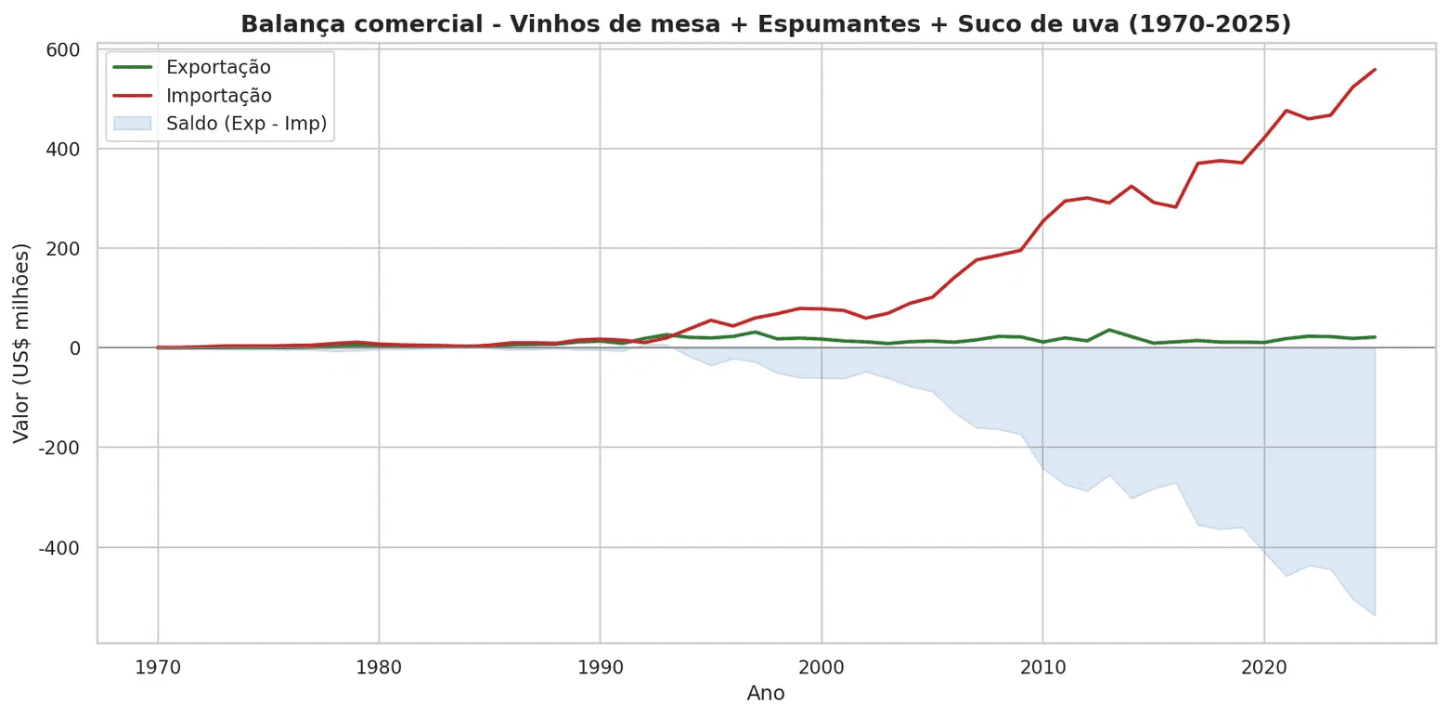 Balança comercial - Vinhos de mesa + Espumantes + Suco de uva (1970-2025)
Exportação
Importação
Saldo (Exp - Imp)
Valor (US$ milhões)
600
400
200
0
-200
-400
1970 1980 1990 2000 2010 2020
Ano